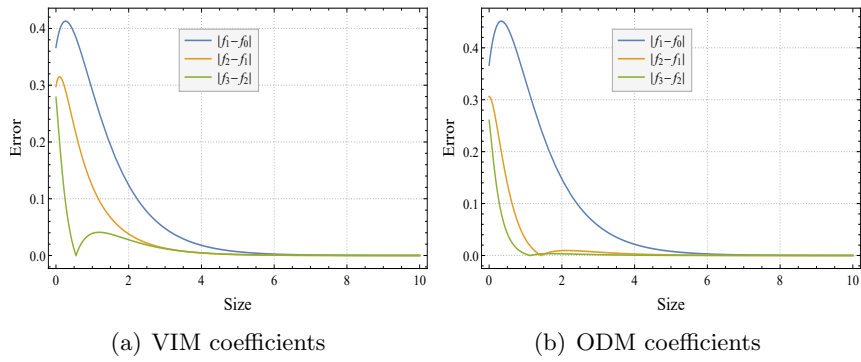 0.4
0.3
0.2
0.1
0.0
Error
|f₁−f₀|
|f₂−f₁|
|f₃−f₂|
0 2 4 6 8 10
Size
(a) VIM coefficients
0.4
0.3
0.2
0.1
0.0
Error
|f₁−f₀|
|f₂−f₁|
|f₃−f₂|
0 2 4 6 8 10
Size
(b) ODM coefficients